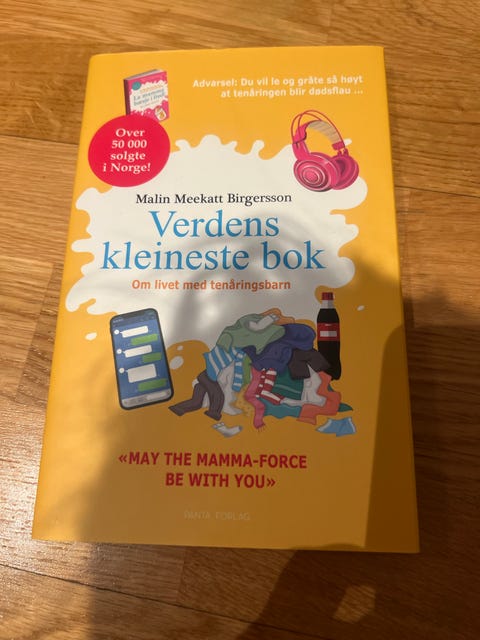 Advarsel: Du vil le og gråte så høyt
at tenåringen blir dødsflau ...
Over
50 000
solgte
i Norge!
Malin Meekatt Birgersson
Verdens
kleineste bok
Om livet med tenåringsbarn
«MAY THE MAMMA-FORCE
BE WITH YOU»
PANTA FORLAG